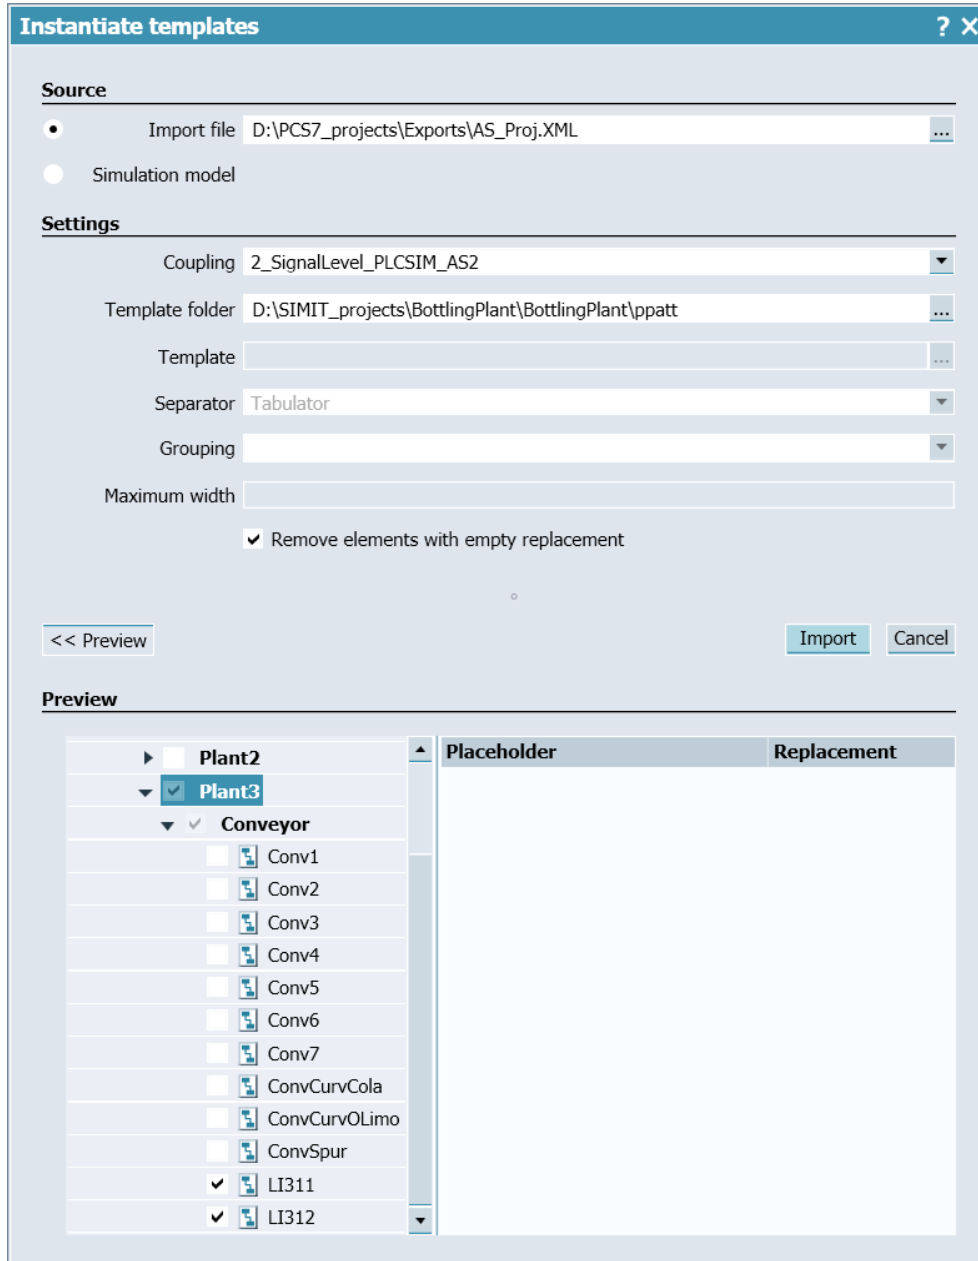 Instantiate templates ? X
Source
Import file D:\PCS7_projects\Exports\AS_Proj.XML ...
Simulation model
Settings
Coupling 2_SignalLevel_PLCSIM_AS2
Template folder D:\SIMIT_projects\BottlingPlant\BottlingPlant\ppatt ...
Template ...
Separator Tabulator
Grouping
Maximum width
Remove elements with empty replacement
<< Preview Import Cancel
Preview
Placeholder Replacement
Plant2
Plant3
Conveyor
Conv1
Conv2
Conv3
Conv4
Conv5
Conv6
Conv7
ConvCurvCola
ConvCurvOLimo
ConvSpur
LI311
LI312